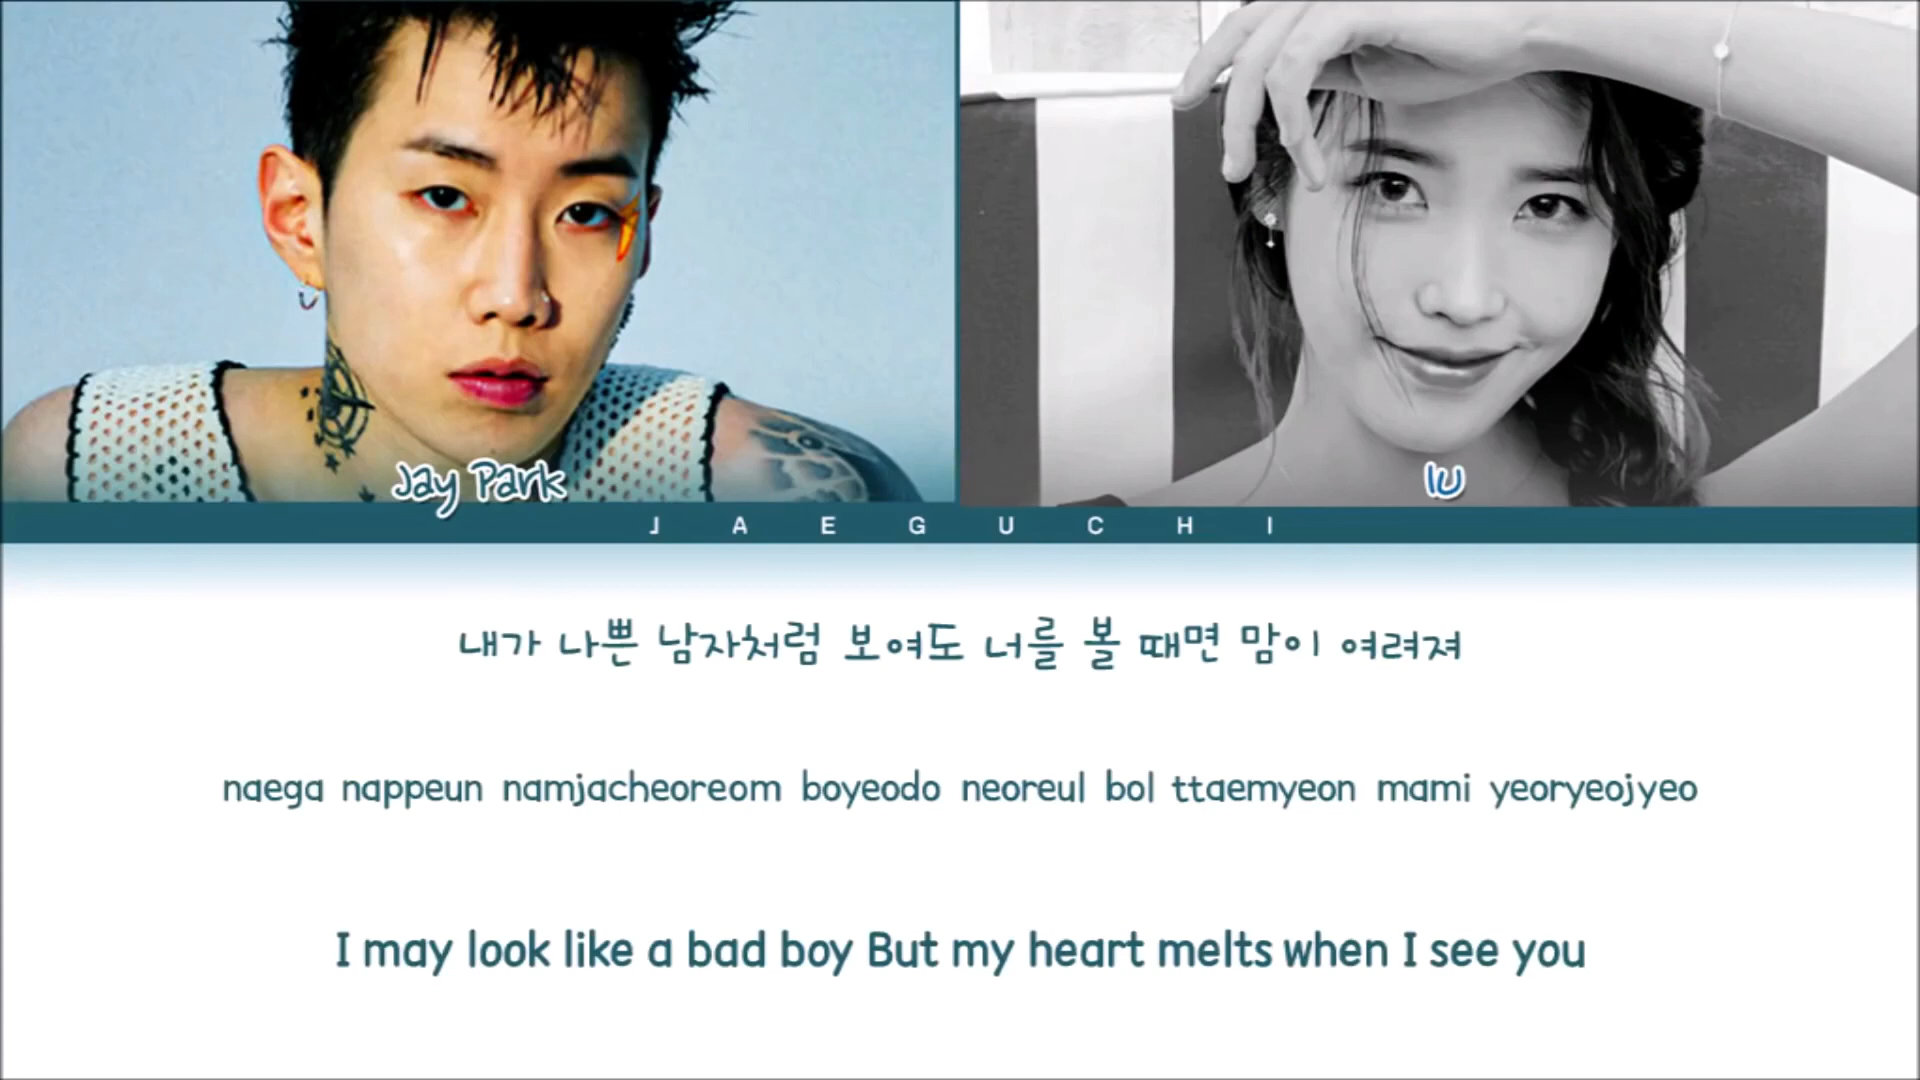 Jay Park
IU
JAEGUCHI
내가 나쁜 남자처럼 보여도 너를 볼 때면 맘이 여려져
naega nappeun namjacheoreom boyeodo neoreul bol ttaemyeon mami yeoryeojyeo
I may look like a bad boy But my heart melts when I see you